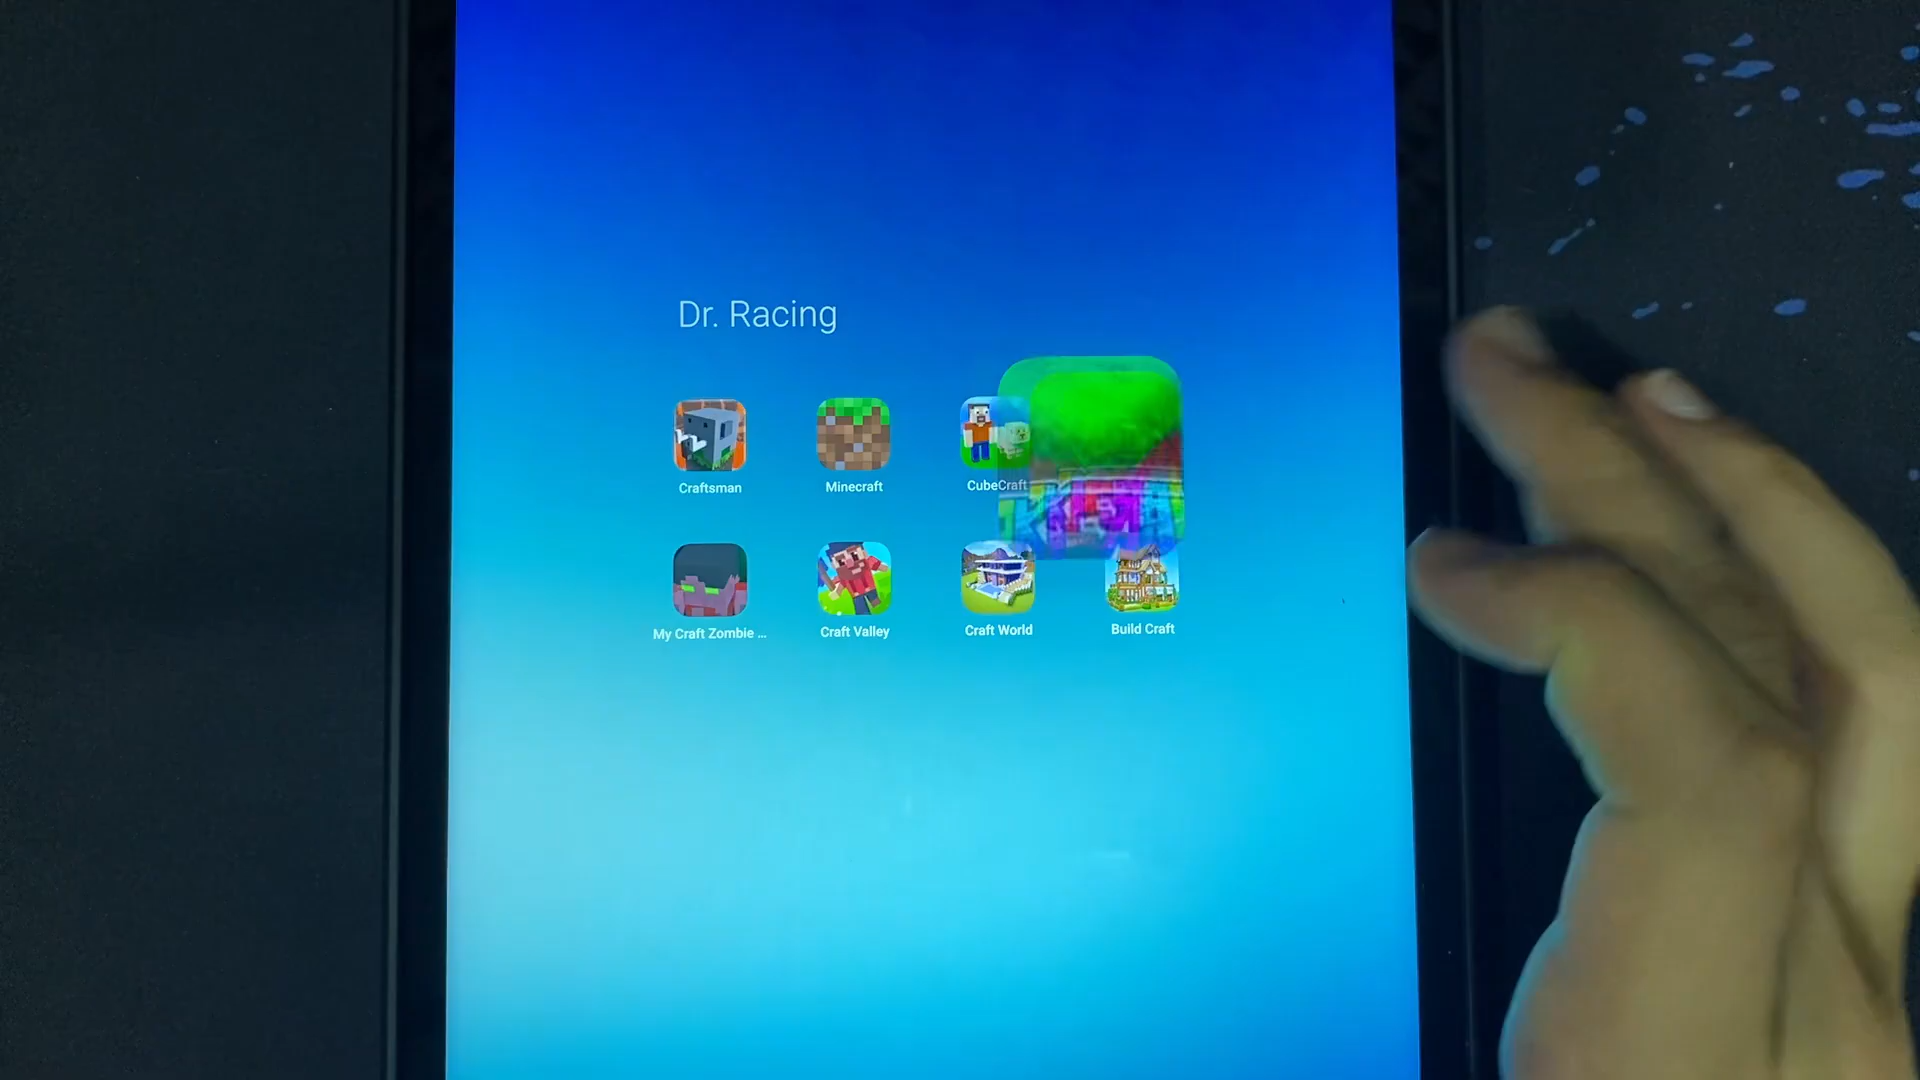 Dr. Racing
Craftsman
Minecraft
CubeCraft
My Craft Zombie ...
Craft Valley
Craft World
Build Craft